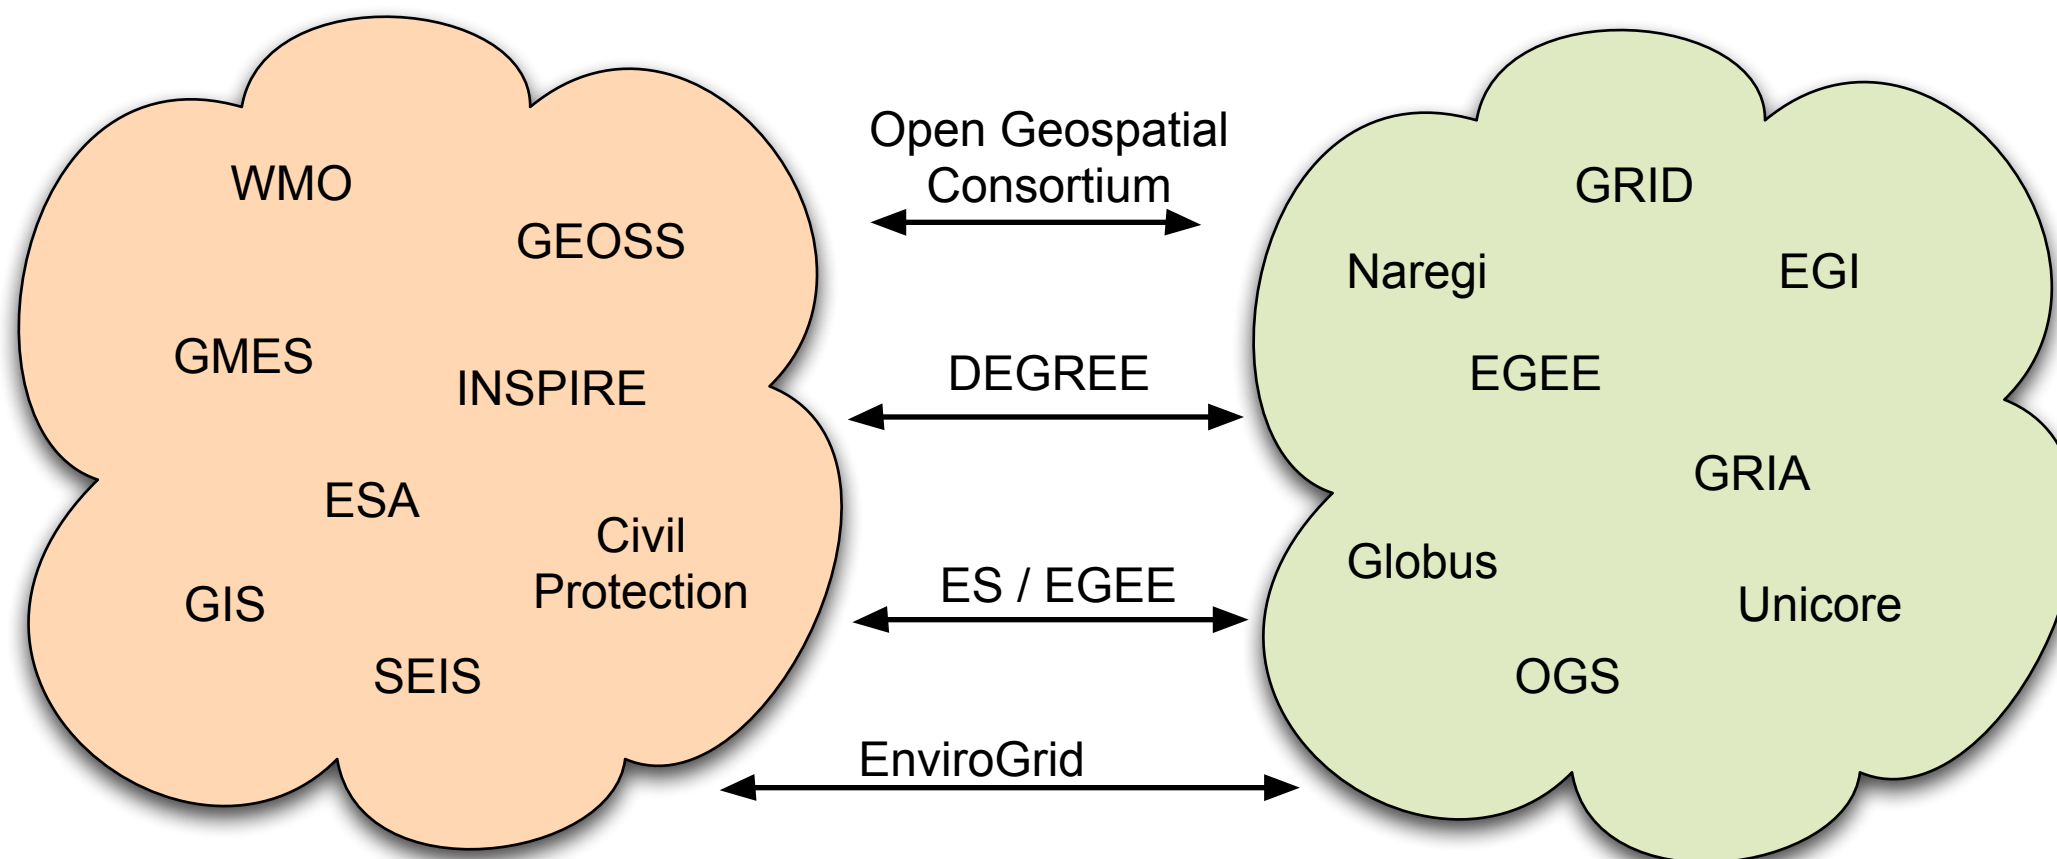 WMO
GEOSS
GMES
INSPIRE
ESA
Civil
Protection
GIS
SEIS
Open Geospatial
Consortium
DEGREE
ES / EGEE
EnviroGrid
GRID
Naregi
EGI
EGEE
GRIA
Globus
Unicore
OGS